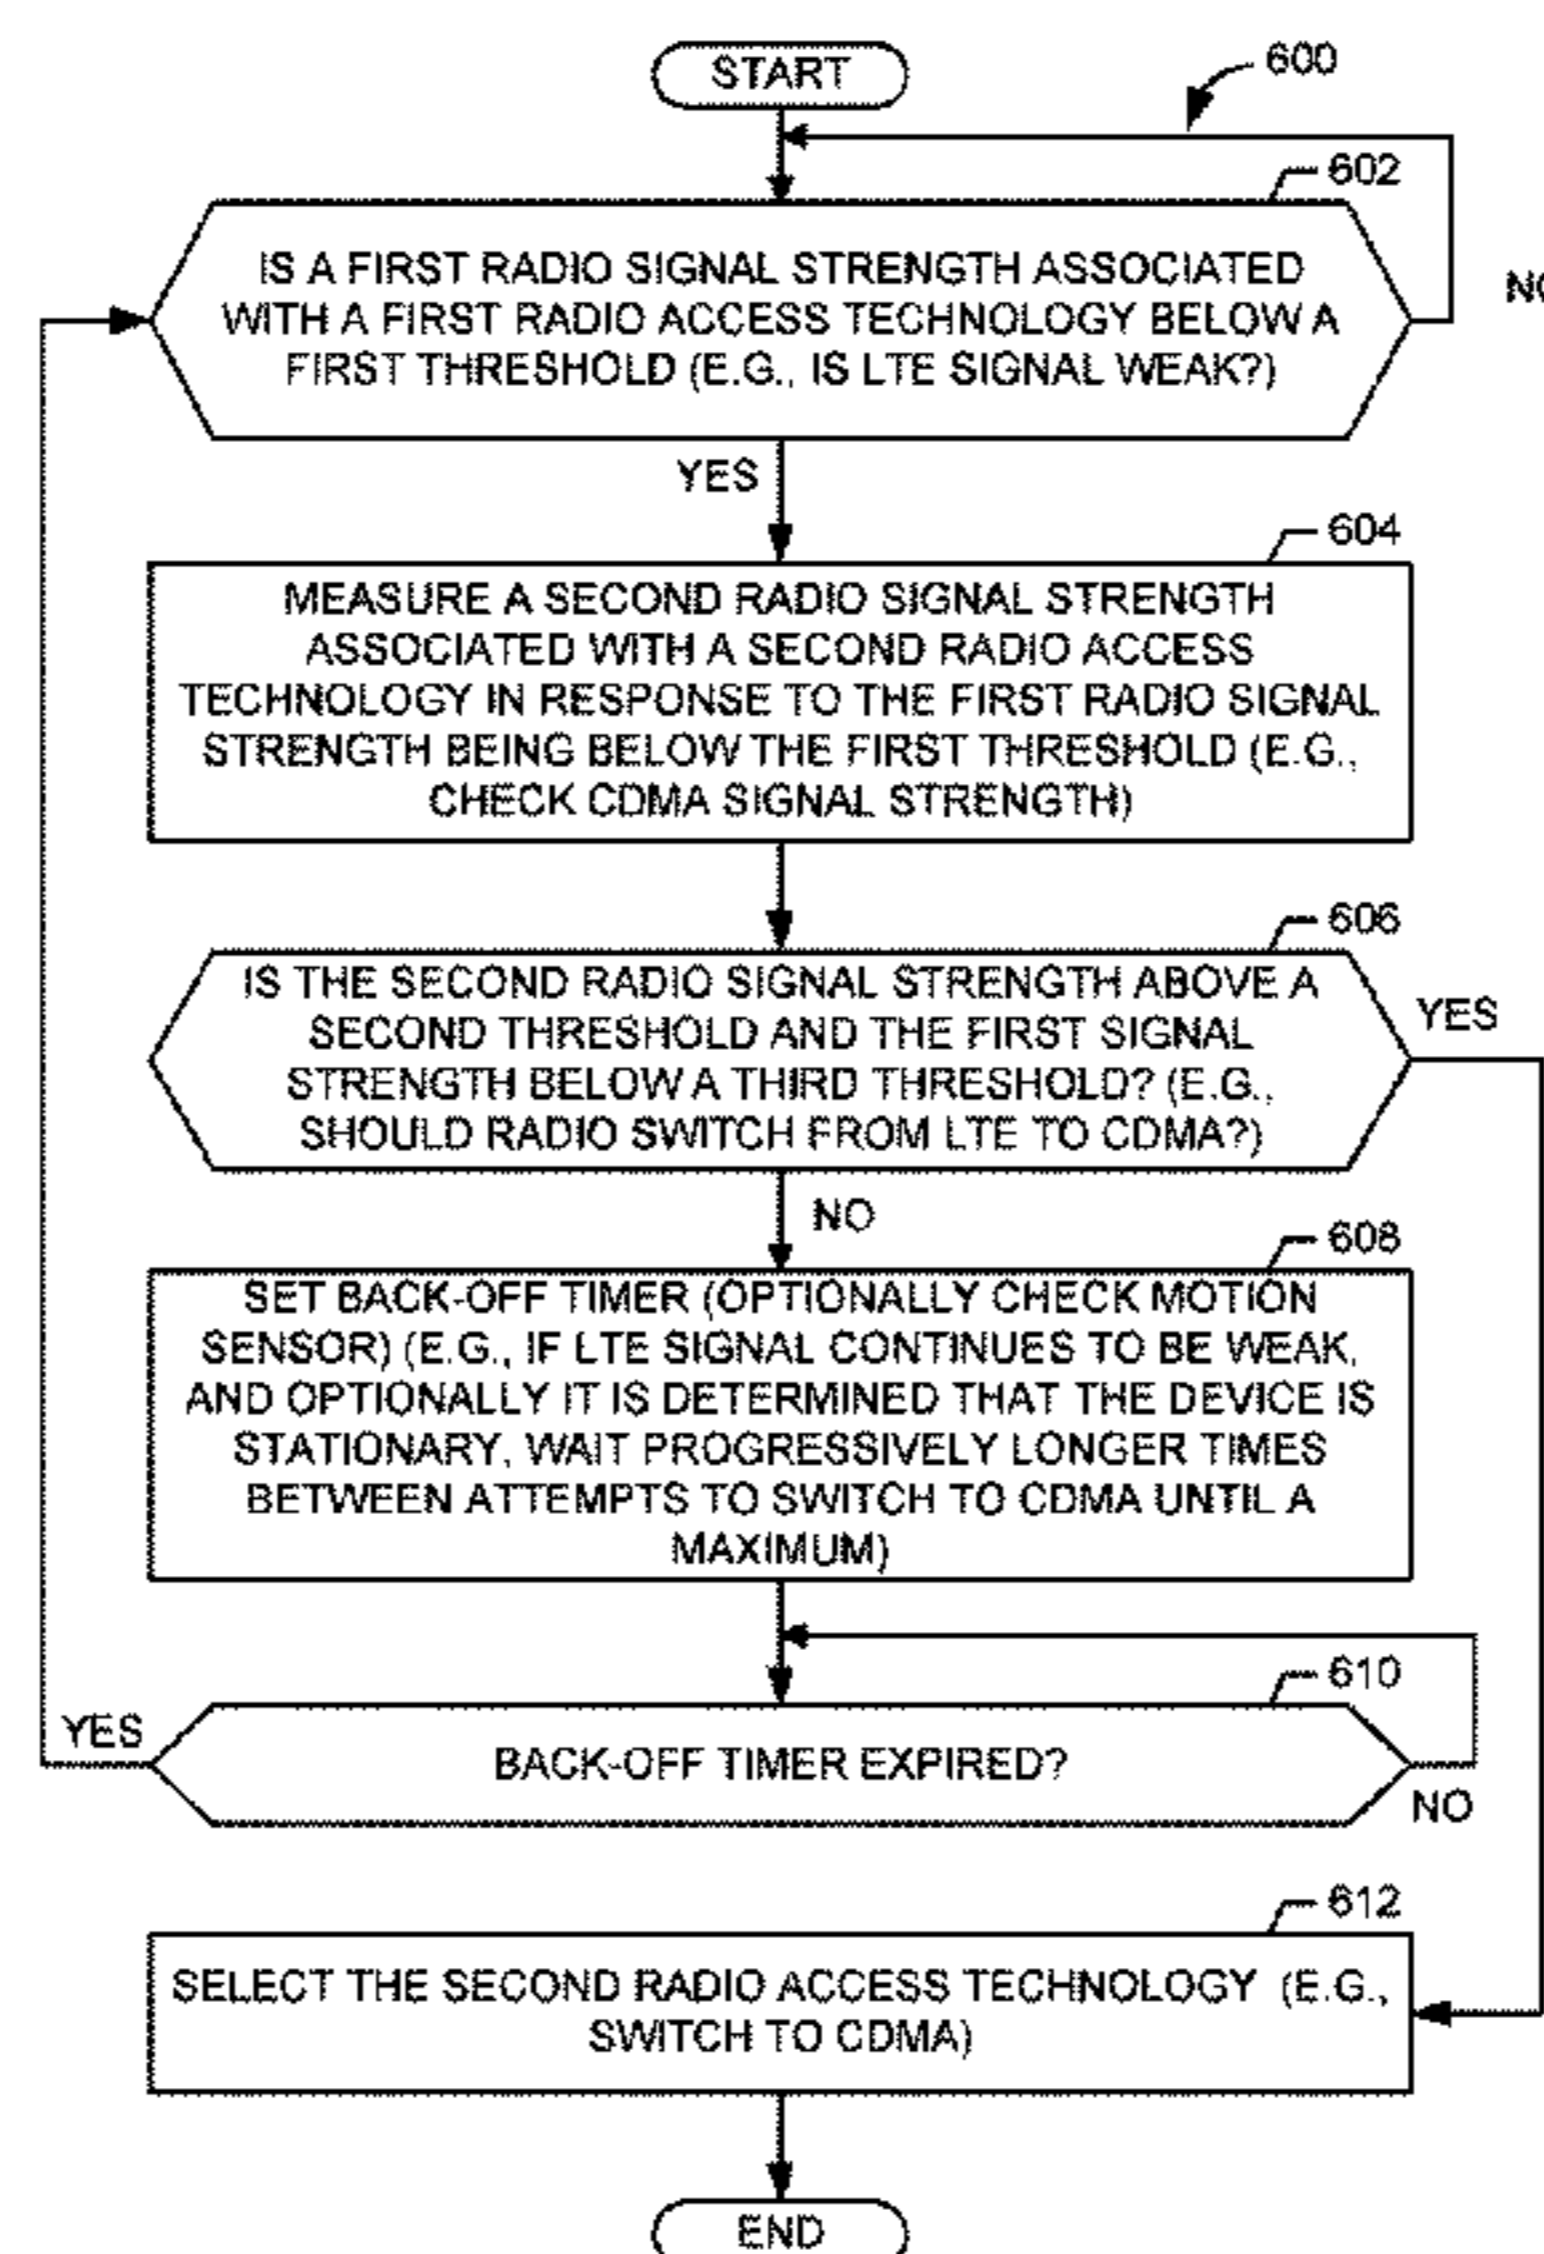 START
600
602
IS A FIRST RADIO SIGNAL STRENGTH ASSOCIATED
WITH A FIRST RADIO ACCESS TECHNOLOGY BELOW A
FIRST THRESHOLD (E.G., IS LTE SIGNAL WEAK?)
YES
604
MEASURE A SECOND RADIO SIGNAL STRENGTH
ASSOCIATED WITH A SECOND RADIO ACCESS
TECHNOLOGY IN RESPONSE TO THE FIRST RADIO SIGNAL
STRENGTH BEING BELOW THE FIRST THRESHOLD (E.G.,
CHECK CDMA SIGNAL STRENGTH)
606
IS THE SECOND RADIO SIGNAL STRENGTH ABOVE A
SECOND THRESHOLD AND THE FIRST SIGNAL
STRENGTH BELOW A THIRD THRESHOLD? (E.G.,
SHOULD RADIO SWITCH FROM LTE TO CDMA?)
YES
NO
608
SET BACK-OFF TIMER (OPTIONALLY CHECK MOTION
SENSOR) (E.G., IF LTE SIGNAL CONTINUES TO BE WEAK,
AND OPTIONALLY IT IS DETERMINED THAT THE DEVICE IS
STATIONARY, WAIT PROGRESSIVELY LONGER TIMES
BETWEEN ATTEMPTS TO SWITCH TO CDMA UNTIL A
MAXIMUM)
610
YES
BACK-OFF TIMER EXPIRED?
NO
612
SELECT THE SECOND RADIO ACCESS TECHNOLOGY (E.G.,
SWITCH TO CDMA)
END